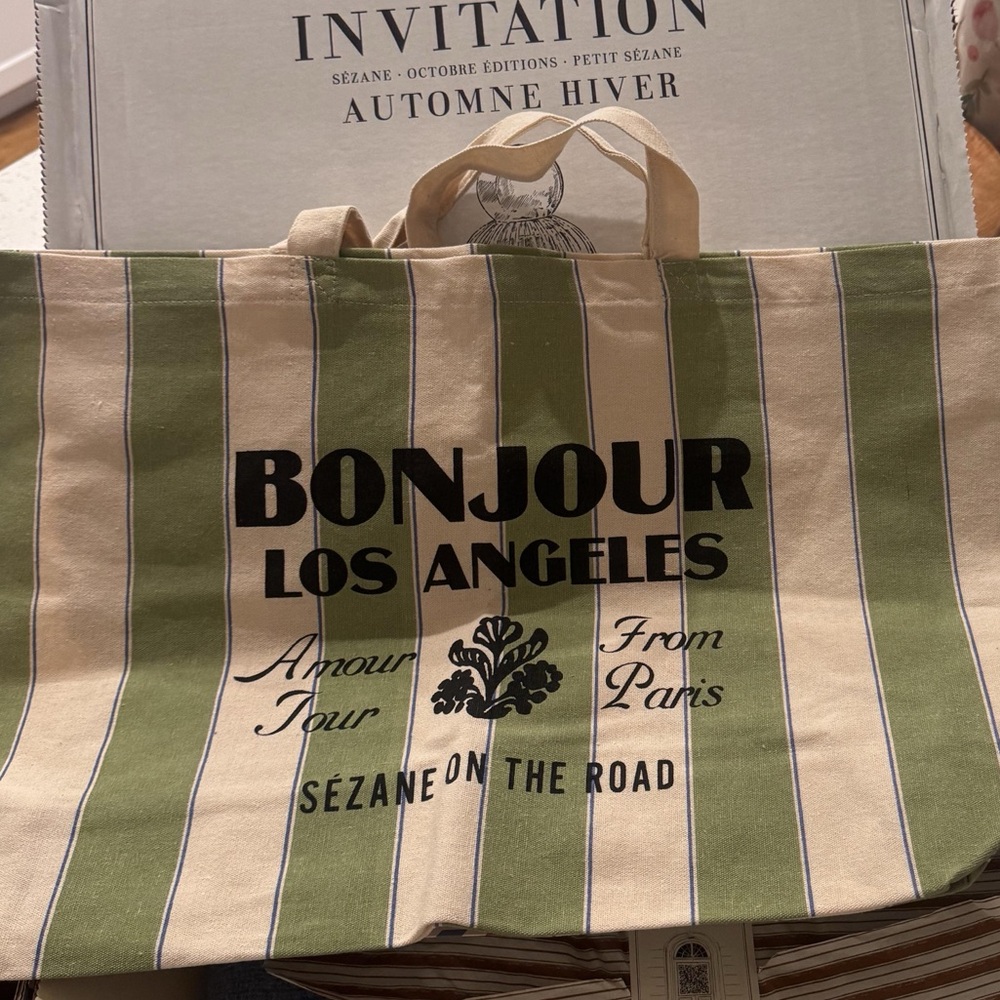 INVITATION
SÉZANE · OCTOBRE ÉDITIONS · PETIT SÉZANE
AUTOMNE HIVER
BONJOUR
LOS ANGELES
Amour From
Tour Paris
SÉZANE ON THE ROAD